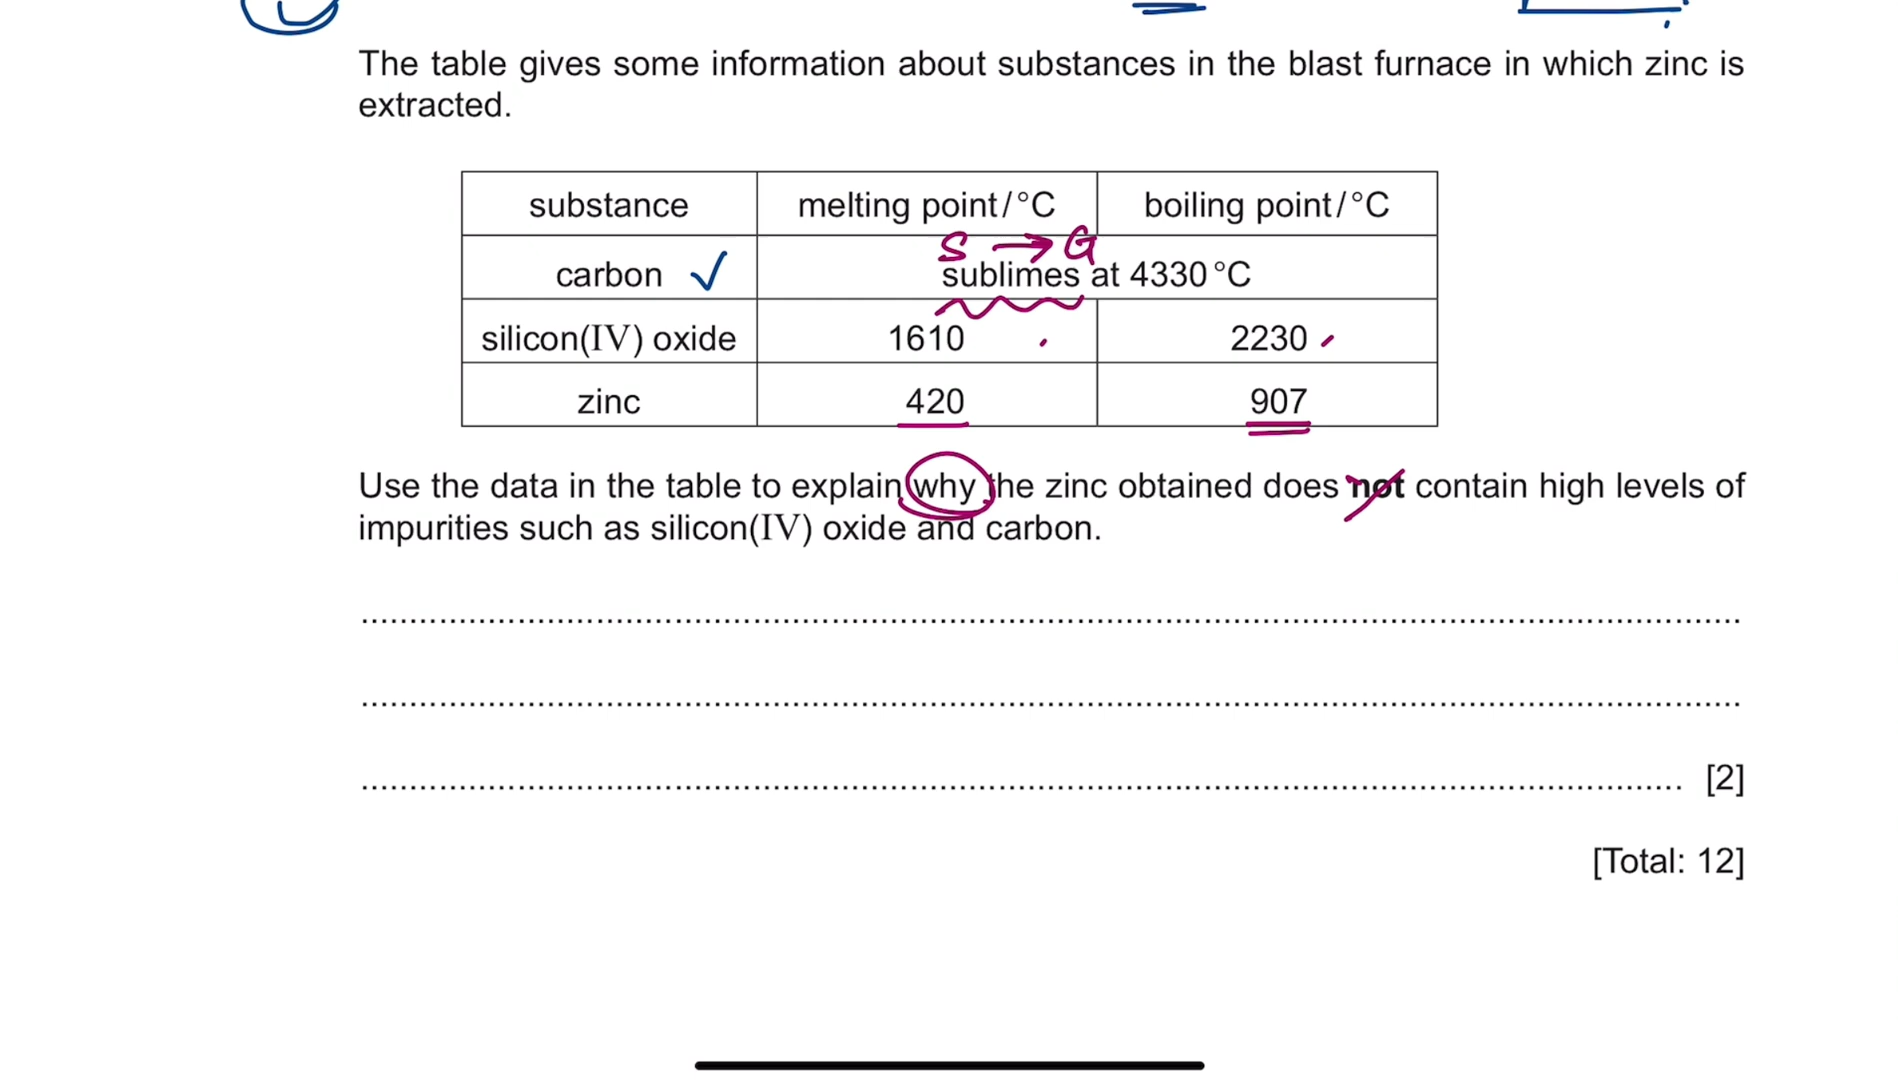 The table gives some information about substances in the blast furnace in which zinc is
extracted.
substance melting point/°C boiling point/°C
S → G
carbon ✓ sublimes at 4330°C
silicon(IV) oxide 1610 2230
zinc 420 907
Use the data in the table to explain why the zinc obtained does not contain high levels of
impurities such as silicon(IV) oxide and carbon.
..........
..........
.......... [2]
[Total: 12]